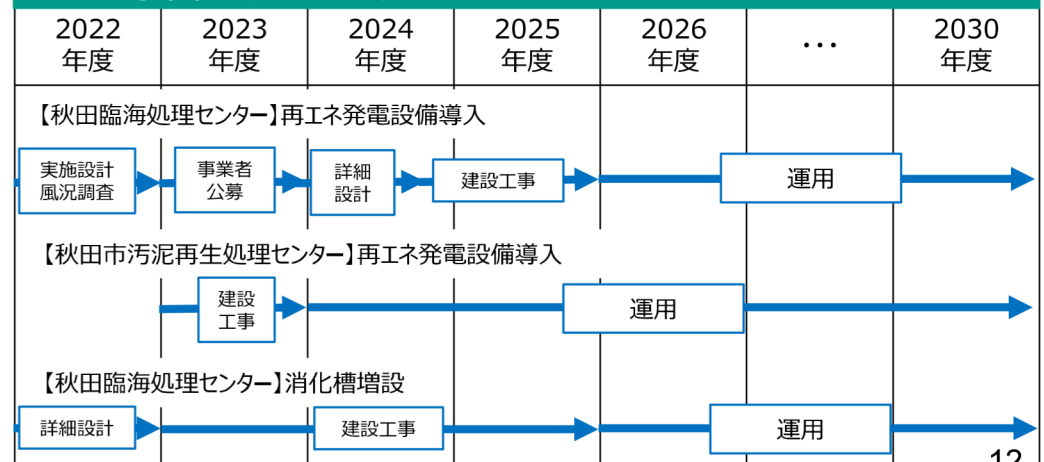 2022
年度
2023
年度
2024
年度
2025
年度
2026
年度
...
2030
年度
【秋田臨海処理センター】再エネ発電設備導入
実施設計
風況調査
事業者
公募
詳細
設計
建設工事
運用
【秋田市汚泥再生処理センター】再エネ発電設備導入
建設
工事
運用
【秋田臨海処理センター】消化槽増設
詳細設計
建設工事
運用
12